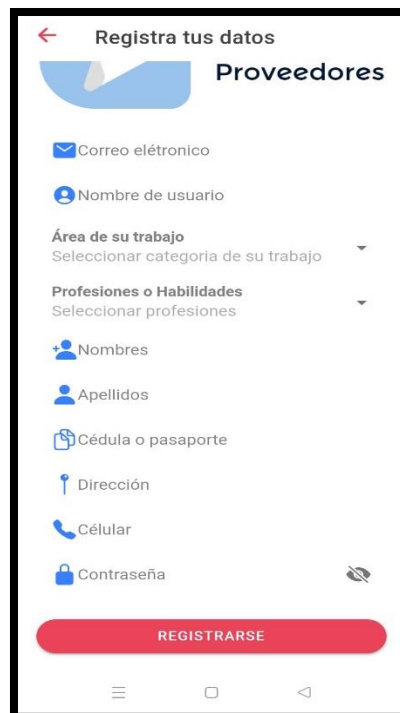 Registra tus datos
Proveedores
Correo elétronico
Nombre de usuario
Área de su trabajo
Seleccionar categoria de su trabajo
Profesiones o Habilidades
Seleccionar profesiones
Nombres
Apellidos
Cédula o pasaporte
Dirección
Célular
Contraseña
REGISTRARSE